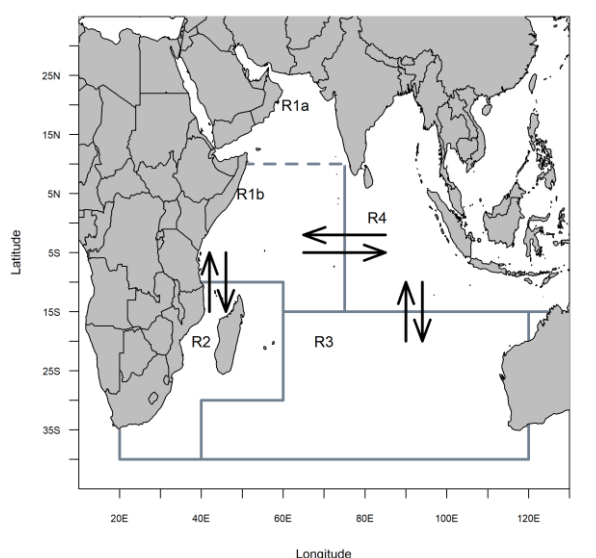 25N
R1a
15N
5N
R1b
R4
Latitude
5S
15S
R2
R3
25S
35S
20E 40E 60E 80E 100E 120E
Longitude